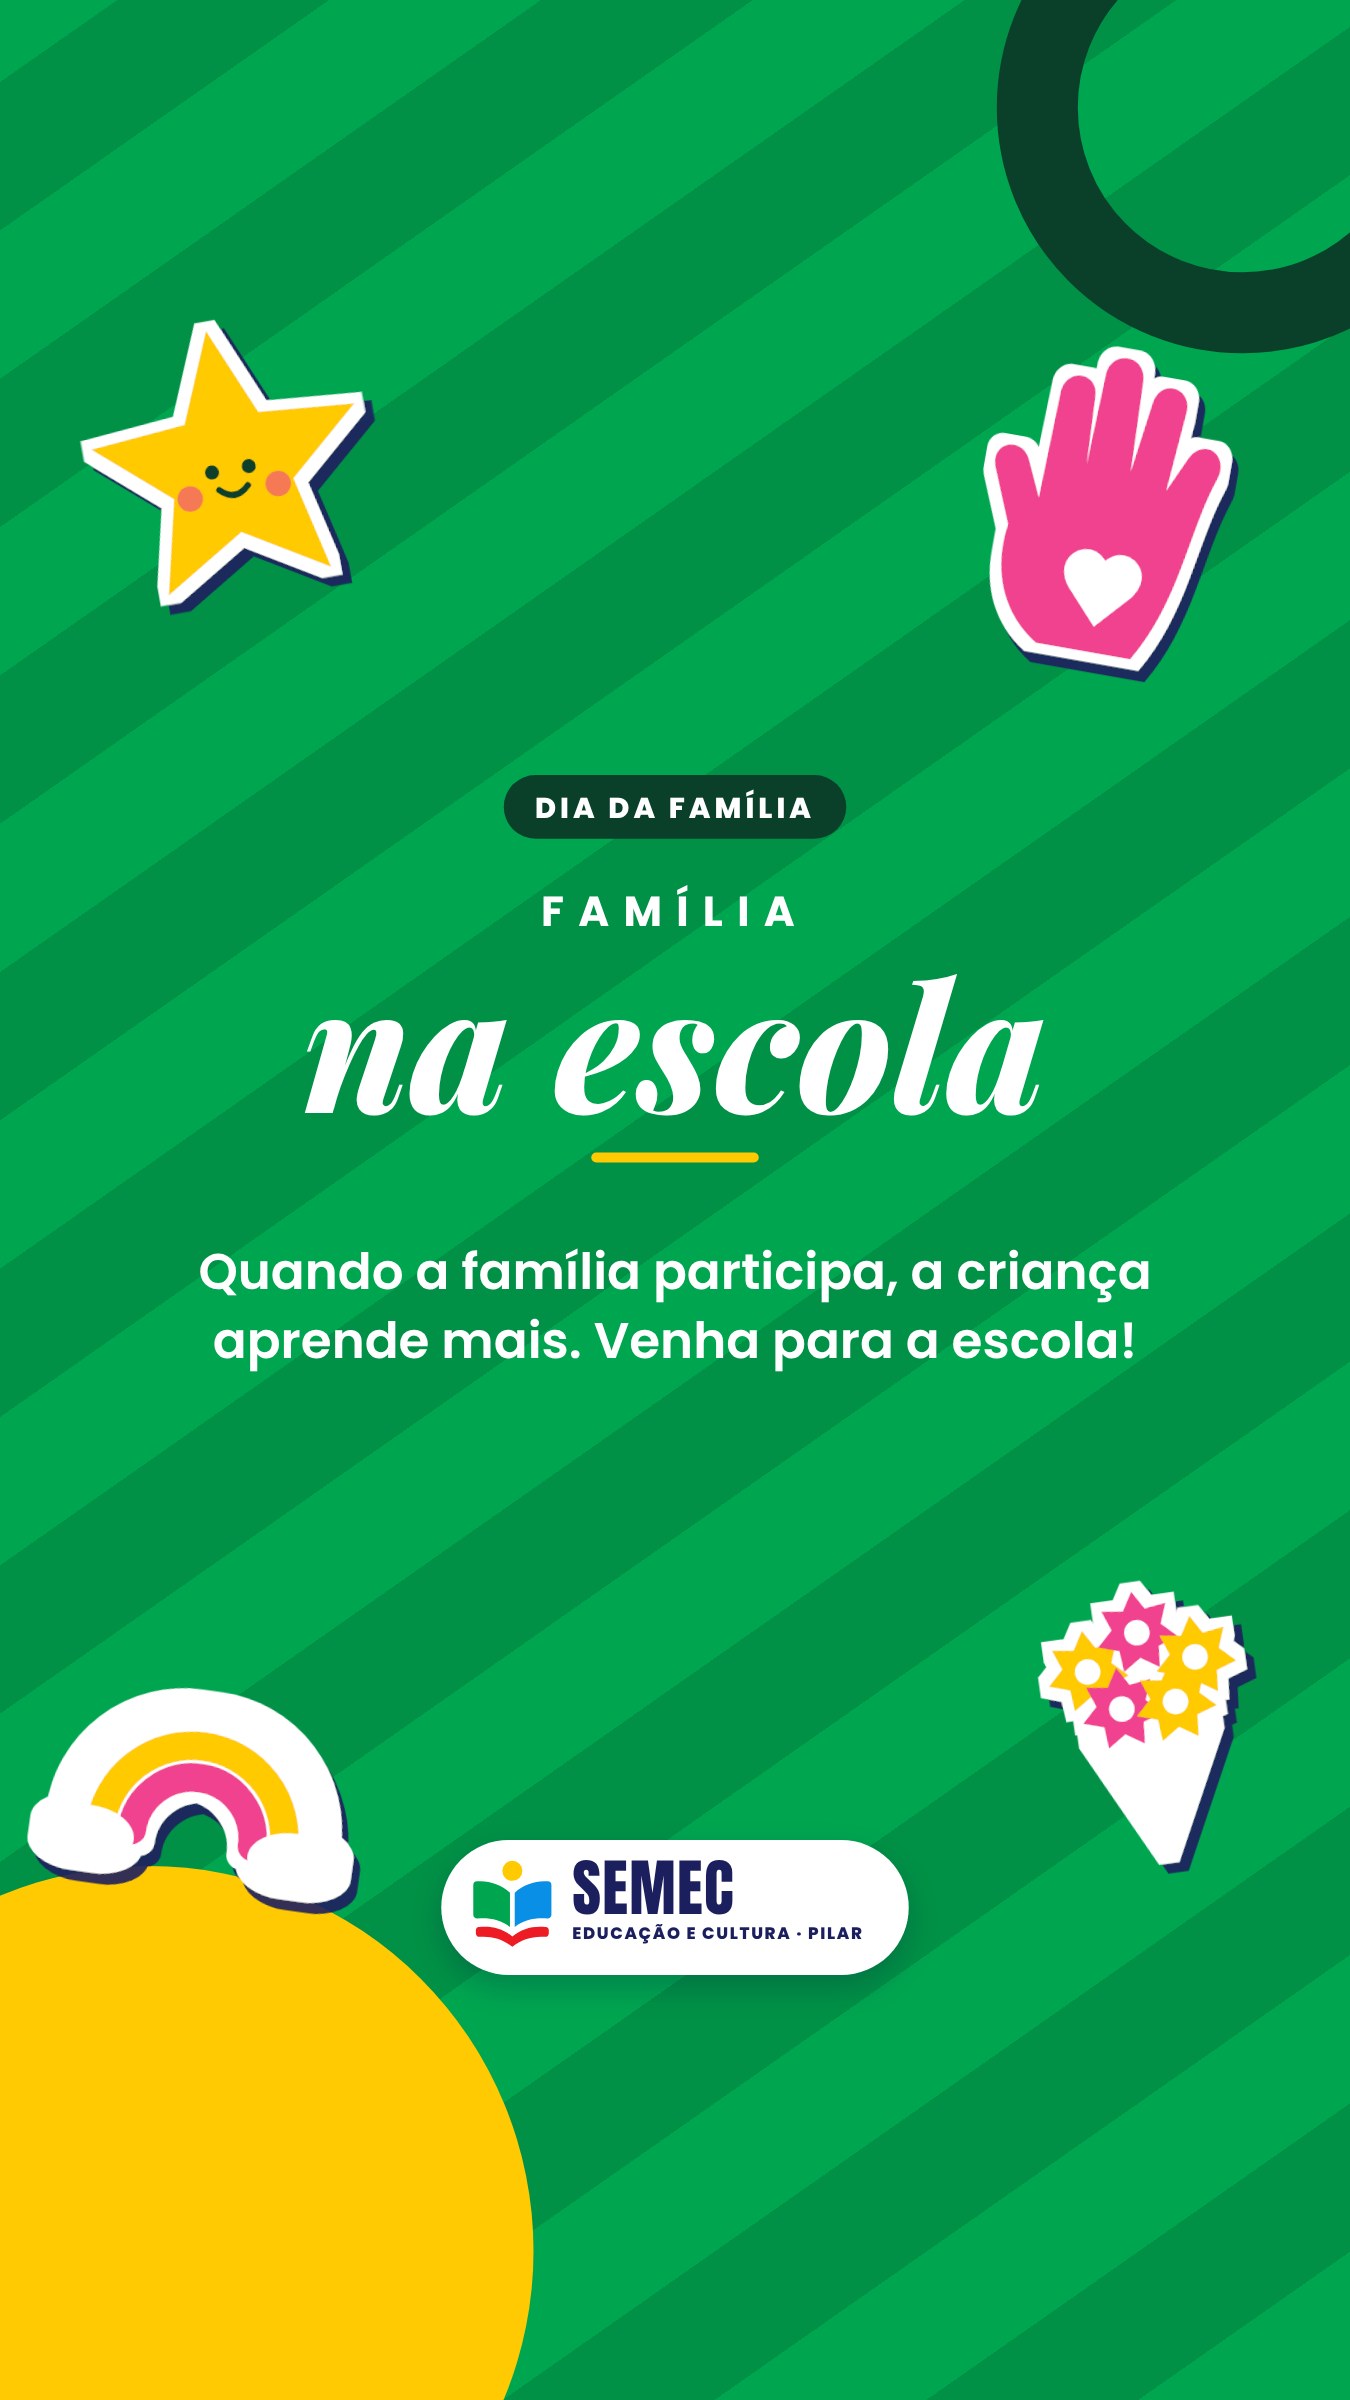 DIA DA FAMÍLIA
FAMÍLIA
na escola
Quando a família participa, a criança
aprende mais. Venha para a escola!
SEMEC
EDUCAÇÃO E CULTURA · PILAR